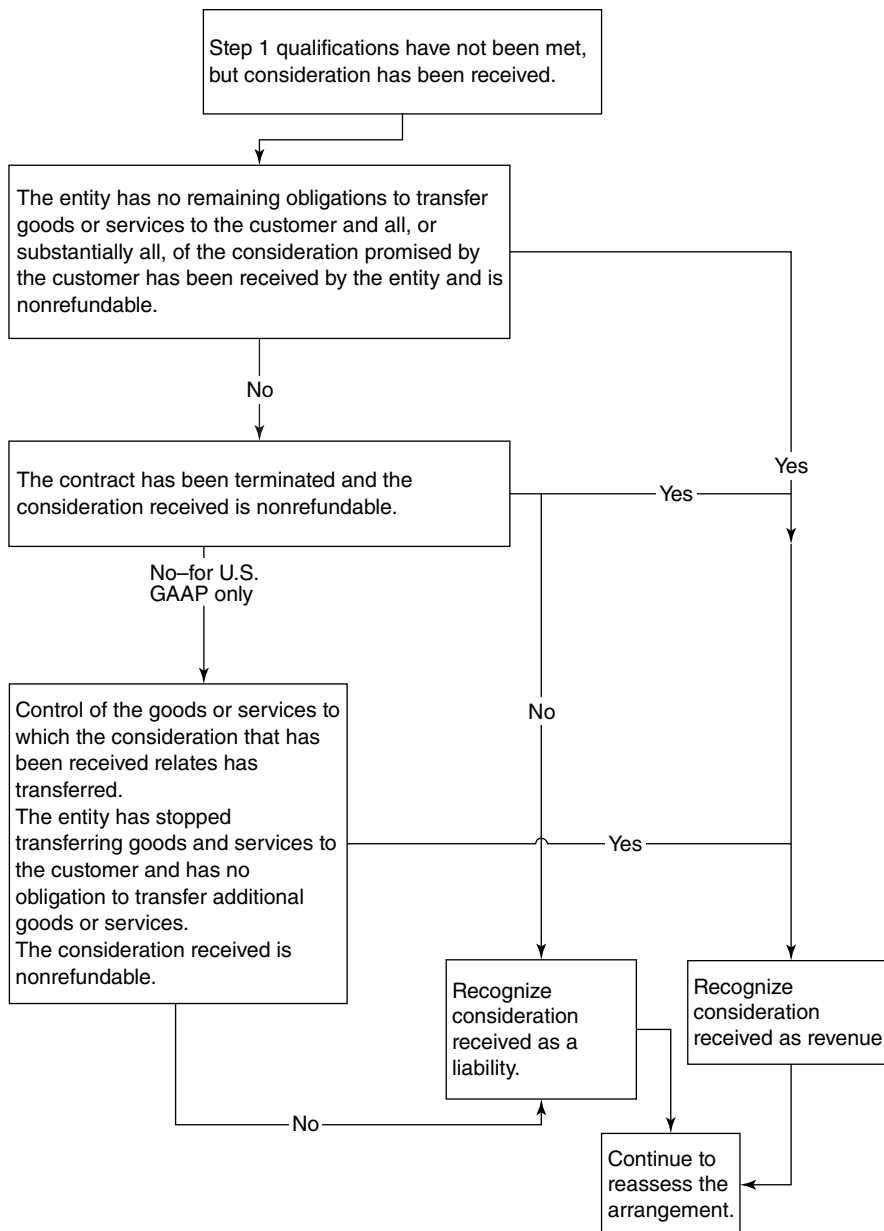 Step 1 qualifications have not been met,
but consideration has been received.
The entity has no remaining obligations to transfer
goods or services to the customer and all, or
substantially all, of the consideration promised by
the customer has been received by the entity and is
nonrefundable.
No
The contract has been terminated and the
consideration received is nonrefundable.
Yes
Yes
No–for U.S.
GAAP only
Control of the goods or services to
which the consideration that has
been received relates has
transferred.
The entity has stopped
transferring goods and services to
the customer and has no
obligation to transfer additional
goods or services.
The consideration received is
nonrefundable.
No
Yes
Recognize
consideration
received as a
liability.
Recognize
consideration
received as revenue.
No
Continue to
reassess the
arrangement.